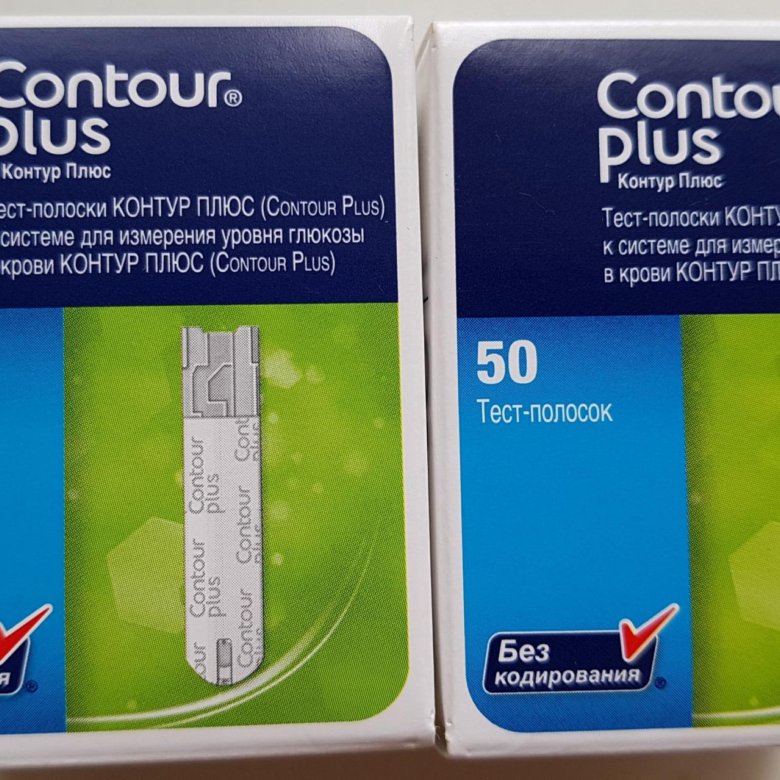 Contour®
plus
Контур Плюс
ест-полоски КОНТУР ПЛЮС (CONTOUR PLUS)
системе для измерения уровня глюкозы
крови КОНТУР ПЛЮС (CONTOUR PLUS)
Contour
plus
Contour
plus
Contour
plus
Contour
Conto
plus
Контур Плюс
Тест-полоски КОНТУ
к системе для измер
в крови КОНТУР ПЛ
50
Тест-полосок
Без
кодирования
®